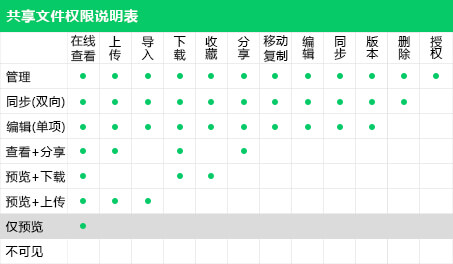 共享文件权限说明表
在线查看 上传 导入 下载 收藏 分享 移动复制 编辑 同步 版本 删除 授权
管理
同步(双向)
编辑(单项)
查看+分享
预览+下载
预览+上传
仅预览
不可见